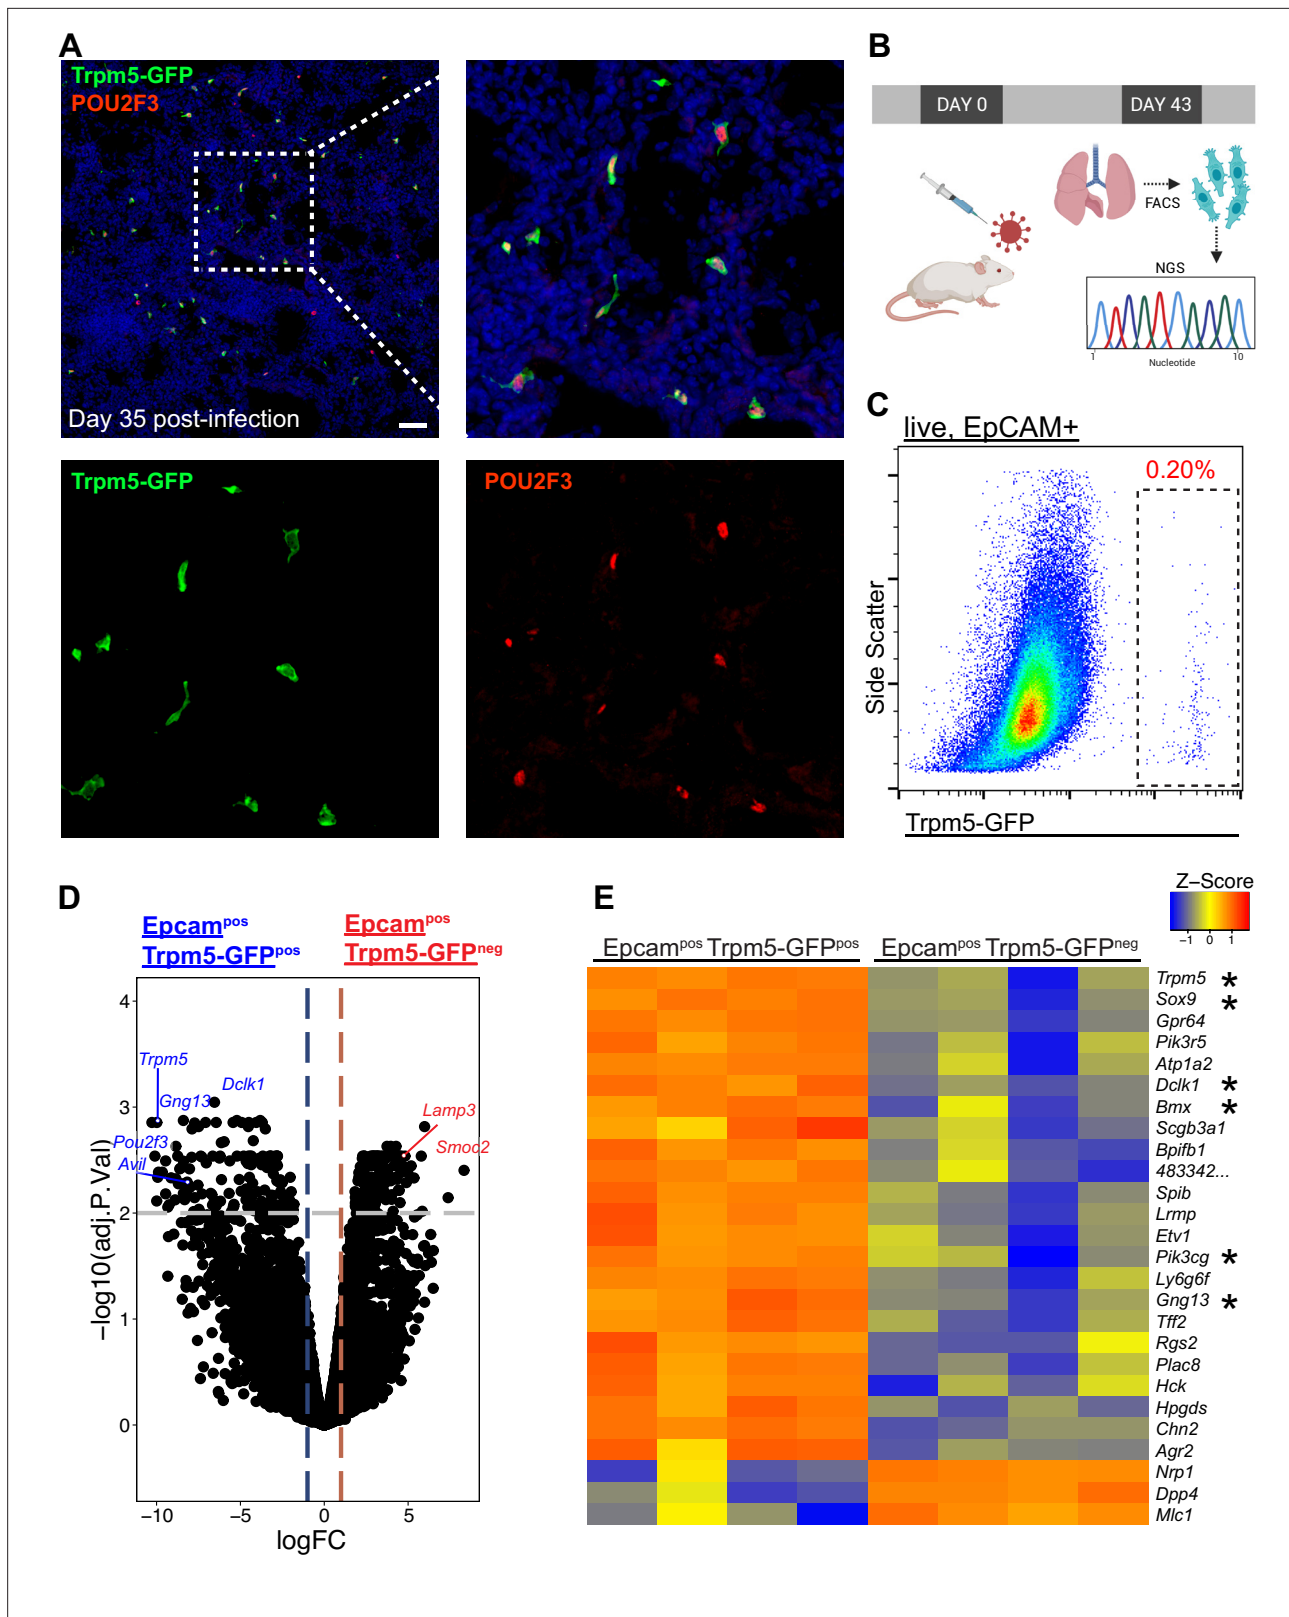 A
Trpm5-GFP
POU2F3
Day 35 post-infection
Trpm5-GFP
POU2F3
B
DAY 0
DAY 43
FACS
NGS
1
10
Nucleotide
C
live, EpCAM+
0.20%
Side Scatter
Trpm5-GFP
D
Epcampos
Trpm5-GFPpos
Epcampos
Trpm5-GFPneg
4
3
2
1
0
−log10(adj.P.Val)
Trpm5
Dclk1
Gng13
Pou2f3
Avil
Lamp3
Smoc2
−10
−5
0
5
logFC
E
Z−Score
−1
0
1
Epcampos Trpm5-GFPpos
Epcampos Trpm5-GFPneg
Trpm5 *
Sox9 *
Gpr64
Pik3r5
Atp1a2
Dclk1 *
Bmx *
Scgb3a1
Bpifb1
483342...
Spib
Lrmp
Etv1
Pik3cg *
Ly6g6f
Gng13 *
Tff2
Rgs2
Plac8
Hck
Hpgds
Chn2
Agr2
Nrp1
Dpp4
Mlc1